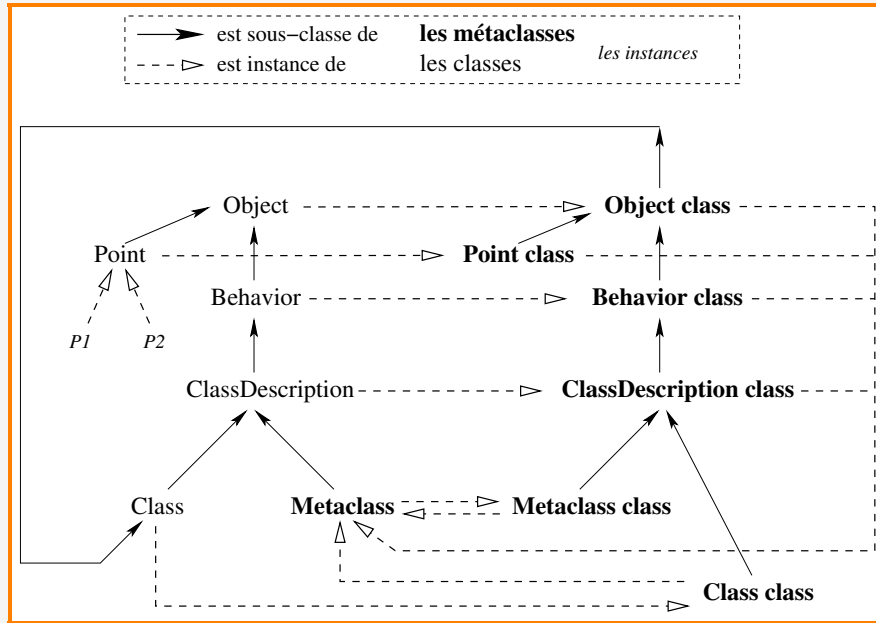 est sous−classe de les métaclasses
est instance de les classes les instances
Object Object class
Point Point class
Behavior Behavior class
P1 P2
ClassDescription ClassDescription class
Class Metaclass Metaclass class
Class class